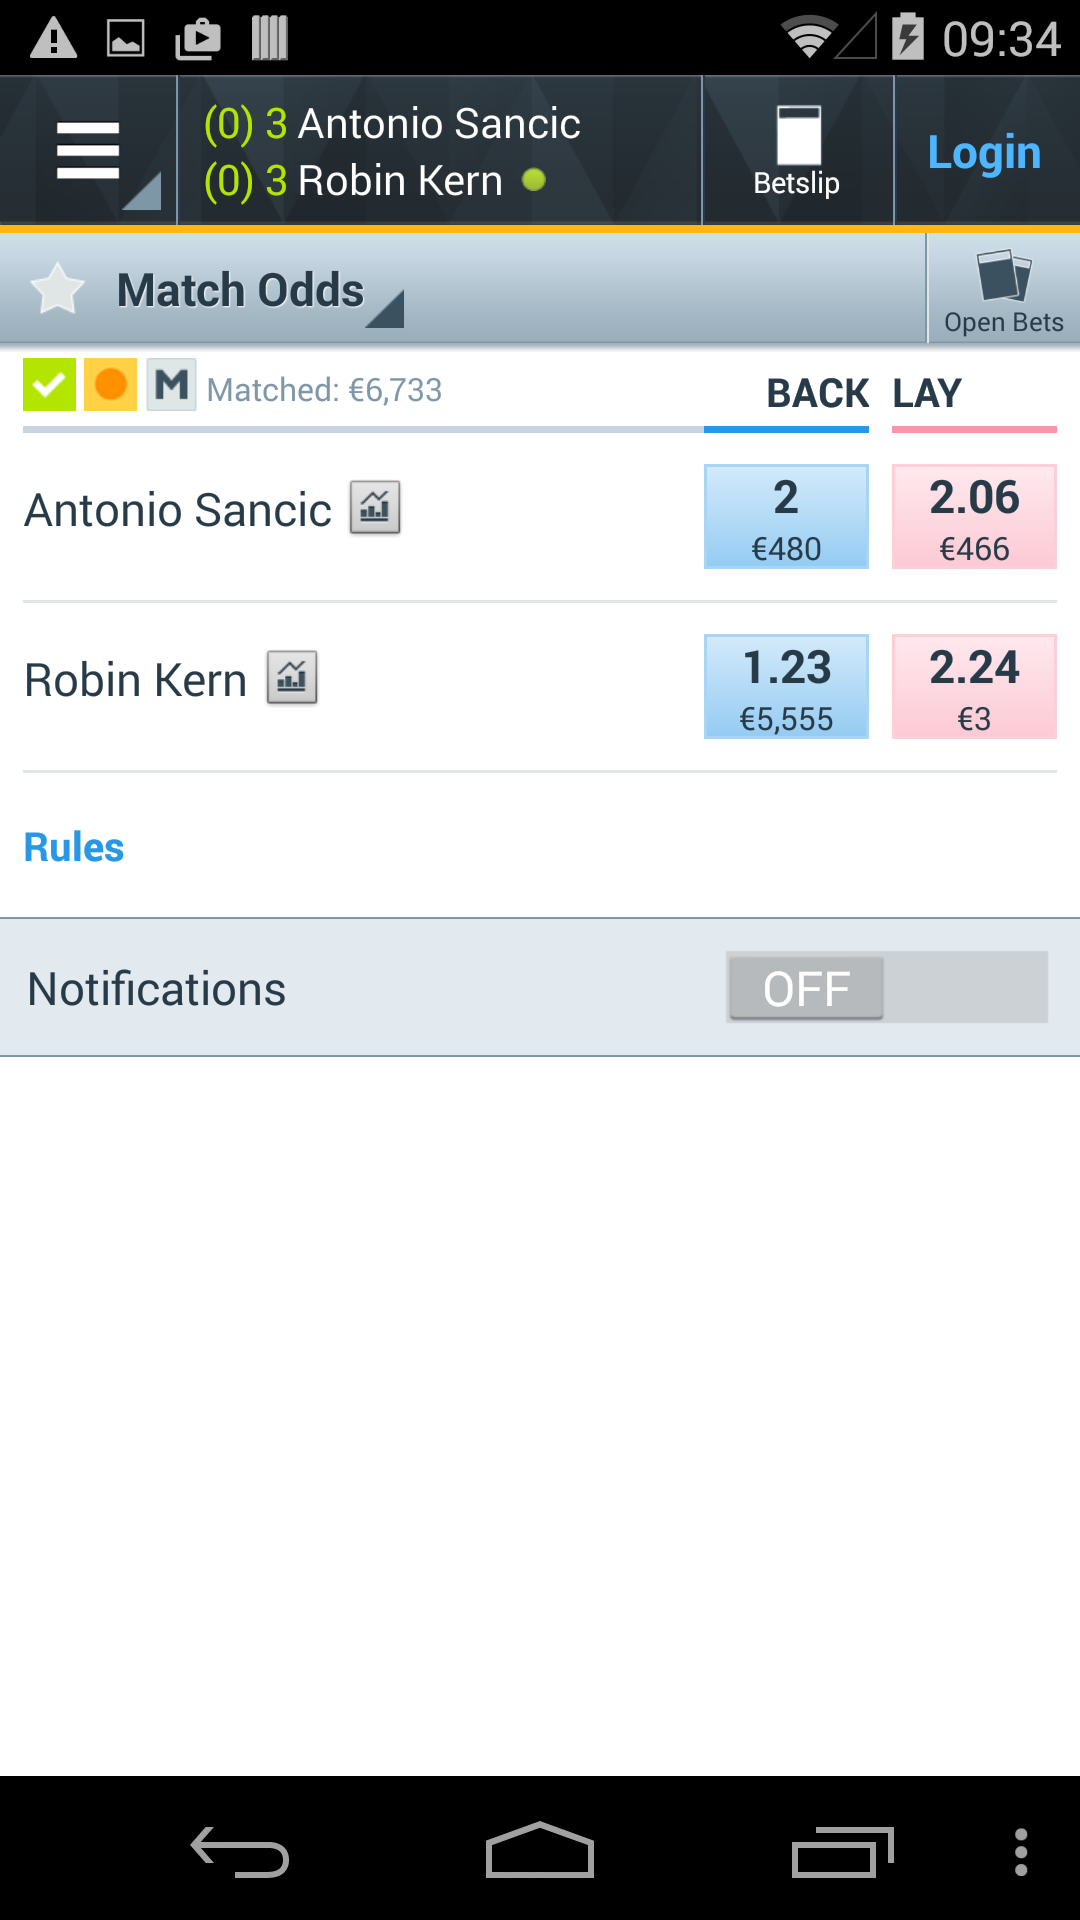 09:34
(0) 3 Antonio Sancic
(0) 3 Robin Kern
Betslip
Login
Match Odds
Open Bets
M Matched: €6,733
BACK LAY
Antonio Sancic
2 2.06
€480 €466
Robin Kern
1.23 2.24
€5,555 €3
Rules
Notifications OFF